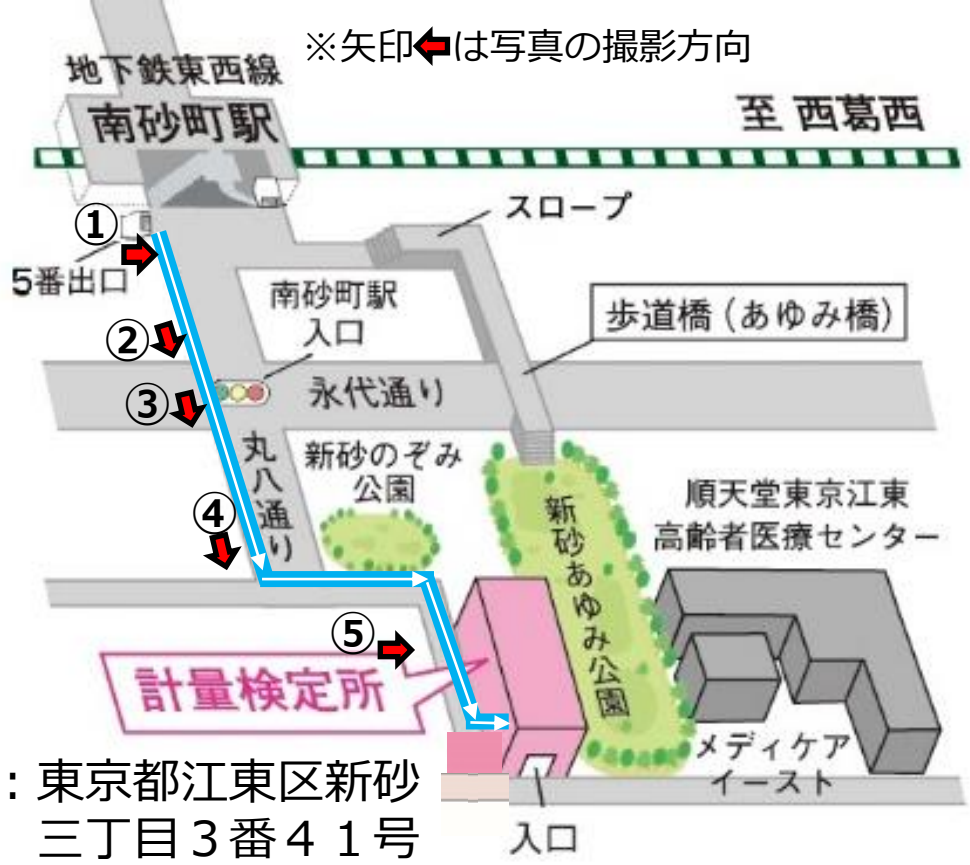 ※矢印は写真の撮影方向
地下鉄東西線
南砂町駅
至 西葛西
スロープ
①
5番出口
南砂町駅
入口
歩道橋（あゆみ橋）
②
③
永代通り
丸八通り
新砂のぞみ
公園
④
新砂あゆみ公園
順天堂東京江東
高齢者医療センター
⑤
計量検定所
メディケア
イースト
：東京都江東区新砂
三丁目３番４１号
入口